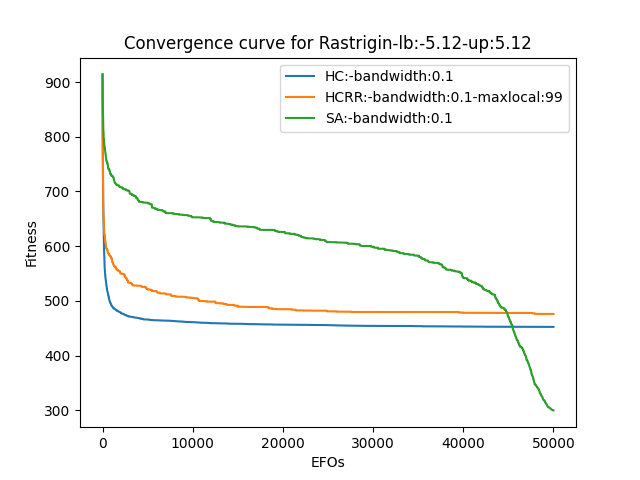 Convergence curve for Rastrigin-lb:-5.12-up:5.12
HC:-bandwidth:0.1
HCRR:-bandwidth:0.1-maxlocal:99
SA:-bandwidth:0.1
Fitness
900
800
700
600
500
400
300
0 10000 20000 30000 40000 50000
EFOs